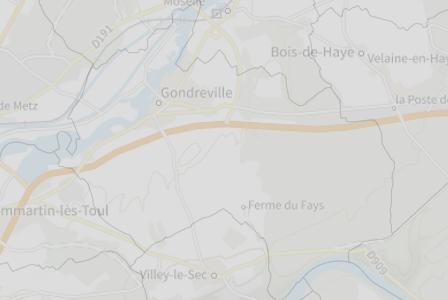 Moselle
D191
Bois-de-Haye
Velaine-en-Hay
Gondreville
de Metz
la Poste d
mmartin-lès-Toul
Ferme du Fays
D909
Villey-le-Sec